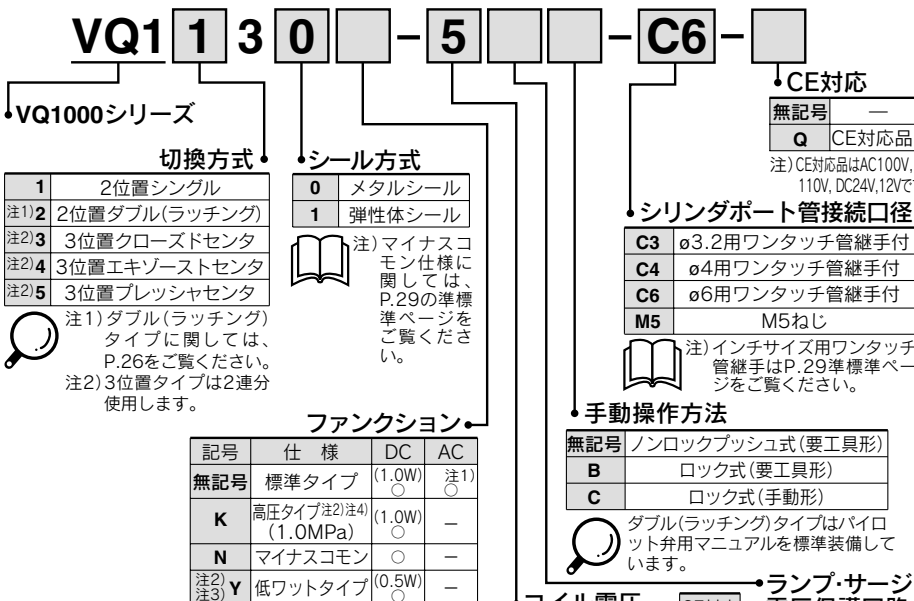 VQ1 1 3 0 □ − 5 □ □ − C6 − □
VQ1000シリーズ
切換方式
1 2位置シングル
注1)2 2位置ダブル(ラッチング)
注2)3 3位置クローズドセンタ
注2)4 3位置エキゾーストセンタ
注2)5 3位置プレッシャセンタ
注1)ダブル(ラッチング)
タイプに関しては、
P.26をご覧ください。
注2)3位置タイプは2連分
使用します。
シール方式
0 メタルシール
1 弾性体シール
注)マイナスコ
モン仕様に
関しては、
P.29の準標
準ページを
ご覧くださ
い。
ファンクション
記号 仕 様 DC AC
無記号 標準タイプ (1.0W)○ 注1)○
K 高圧タイプ注2)注4)(1.0MPa) (1.0W)○ −
N マイナスコモン ○ −
注2)注3)Y 低ワットタイプ (0.5W)○ −
CE対応
無記号 ―
Q CE対応品
注)CE対応品はAC100V,
110V, DC24V,12Vで
シリンダポート管接続口径
C3 ø3.2用ワンタッチ管継手付
C4 ø4用ワンタッチ管継手付
C6 ø6用ワンタッチ管継手付
M5 M5ねじ
注)インチサイズ用ワンタッチ
管継手はP.29準標準ペー
ジをご覧ください。
手動操作方法
無記号 ノンロックプッシュ式(要工具形)
B ロック式(要工具形)
C ロック式(手動形)
ダブル(ラッチング)タイプはパイロ
ット弁用マニュアルを標準装備して
います。
ランプ・サージ